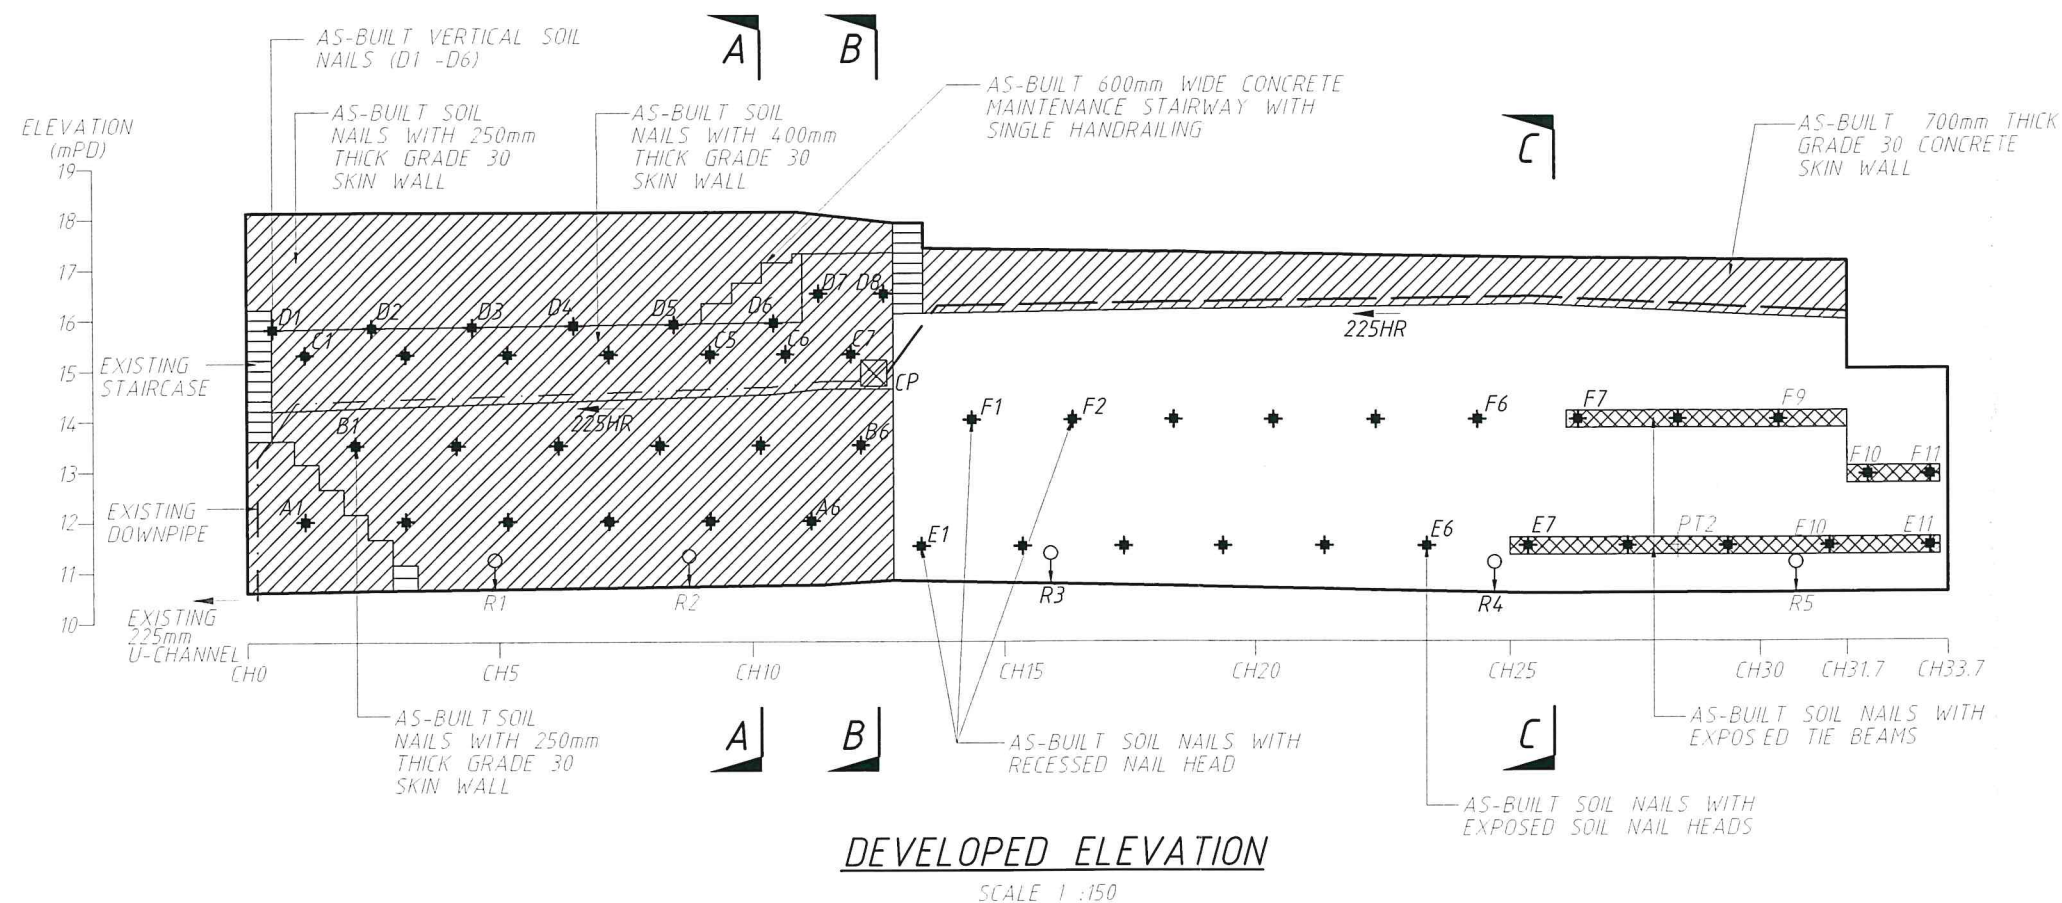 AS-BUILT VERTICAL SOIL
NAILS (D1 -D6)
A
B
AS-BUILT SOIL
NAILS WITH 250mm
THICK GRADE 30
SKIN WALL
AS-BUILT SOIL
NAILS WITH 400mm
THICK GRADE 30
SKIN WALL
AS-BUILT 600mm WIDE CONCRETE
MAINTENANCE STAIRWAY WITH
SINGLE HANDRAILING
C
AS-BUILT 700mm THICK
GRADE 30 CONCRETE
SKIN WALL
ELEVATION
(mPD)
19
18
17
16
15
14
13
12
11
10
D1
D2
D3
D4
D5
D6
D7
D8
C1
C5
C6
C7
CP
225HR
225HR
EXISTING
STAIRCASE
B1
B6
F1
F2
F6
F7
F9
F10
F11
EXISTING
DOWNPIPE
A1
A6
E1
E6
E7
PT2
E10
E11
R1
R2
R3
R4
R5
EXISTING
225mm
U-CHANNEL
CH0
CH5
CH10
CH15
CH20
CH25
CH30
CH31.7
CH33.7
AS-BUILT SOIL
NAILS WITH 250mm
THICK GRADE 30
SKIN WALL
A
B
AS-BUILT SOIL NAILS WITH
RECESSED NAIL HEAD
C
AS-BUILT SOIL NAILS WITH
EXPOSED TIE BEAMS
AS-BUILT SOIL NAILS WITH
EXPOSED SOIL NAIL HEADS
DEVELOPED ELEVATION
SCALE 1 :150